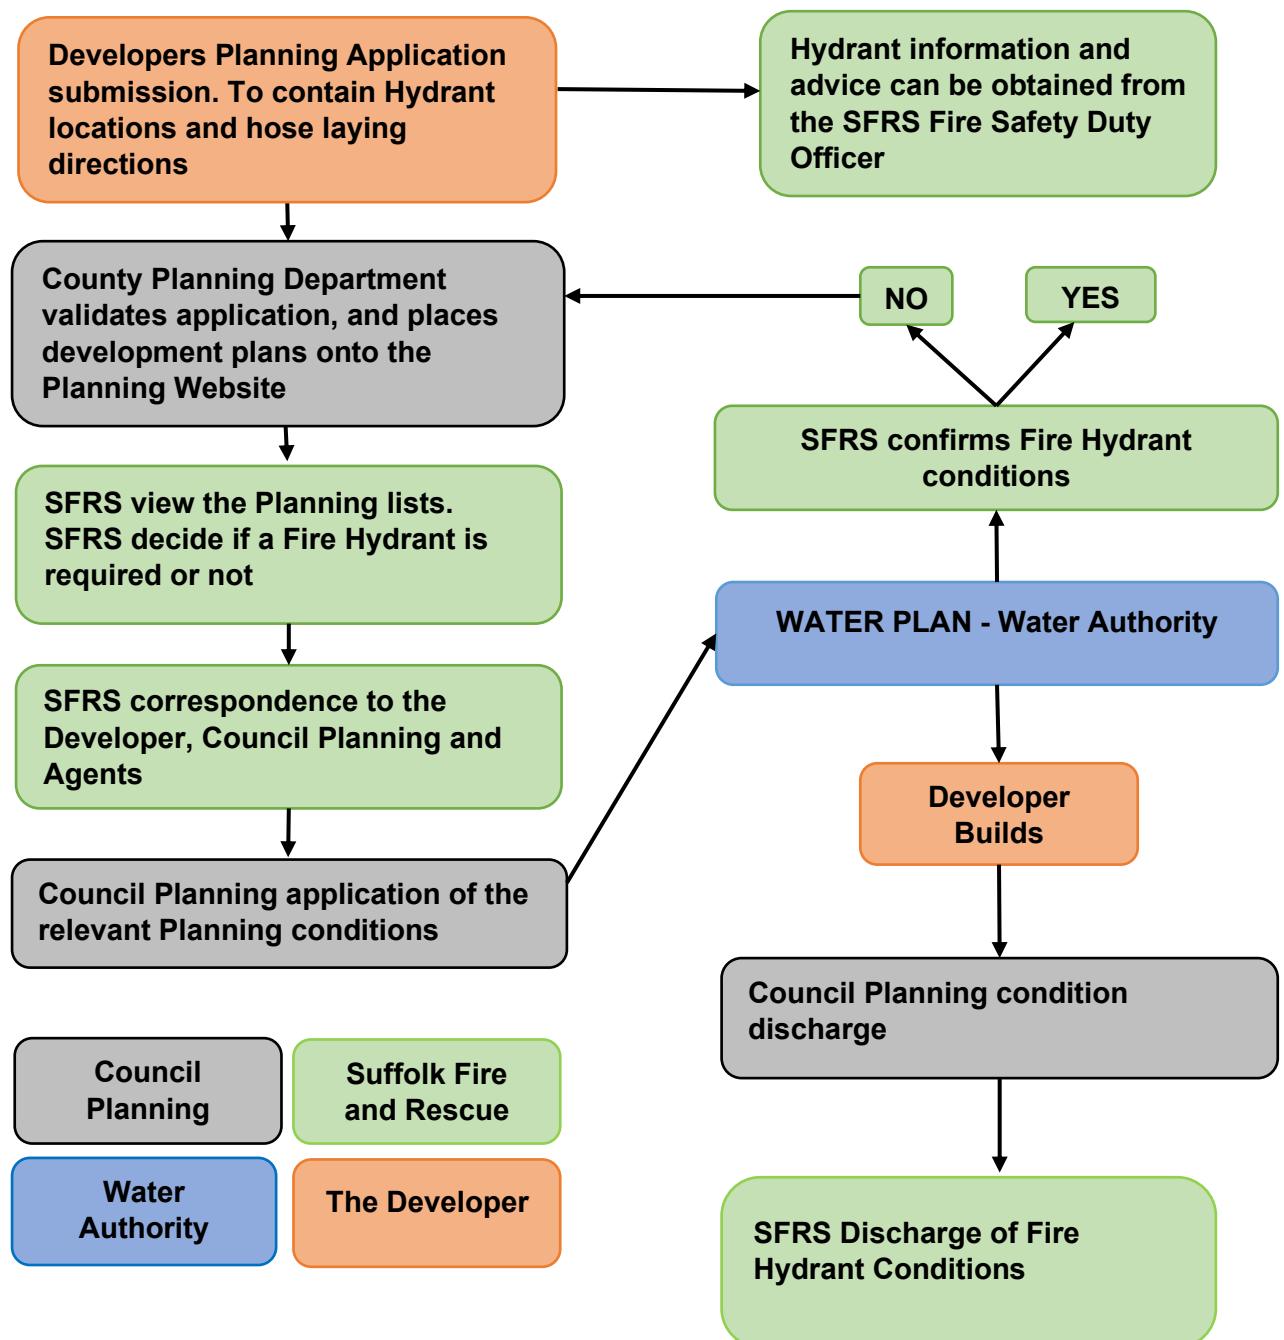 Developers Planning Application
submission. To contain Hydrant
locations and hose laying
directions
Hydrant information and
advice can be obtained from
the SFRS Fire Safety Duty
Officer
County Planning Department
validates application, and places
development plans onto the
Planning Website
NO
YES
SFRS confirms Fire Hydrant
conditions
SFRS view the Planning lists.
SFRS decide if a Fire Hydrant is
required or not
WATER PLAN - Water Authority
SFRS correspondence to the
Developer, Council Planning and
Agents
Developer
Builds
Council Planning application of the
relevant Planning conditions
Council Planning condition
discharge
Council
Planning
Suffolk Fire
and Rescue
Water
Authority
The Developer
SFRS Discharge of Fire
Hydrant Conditions